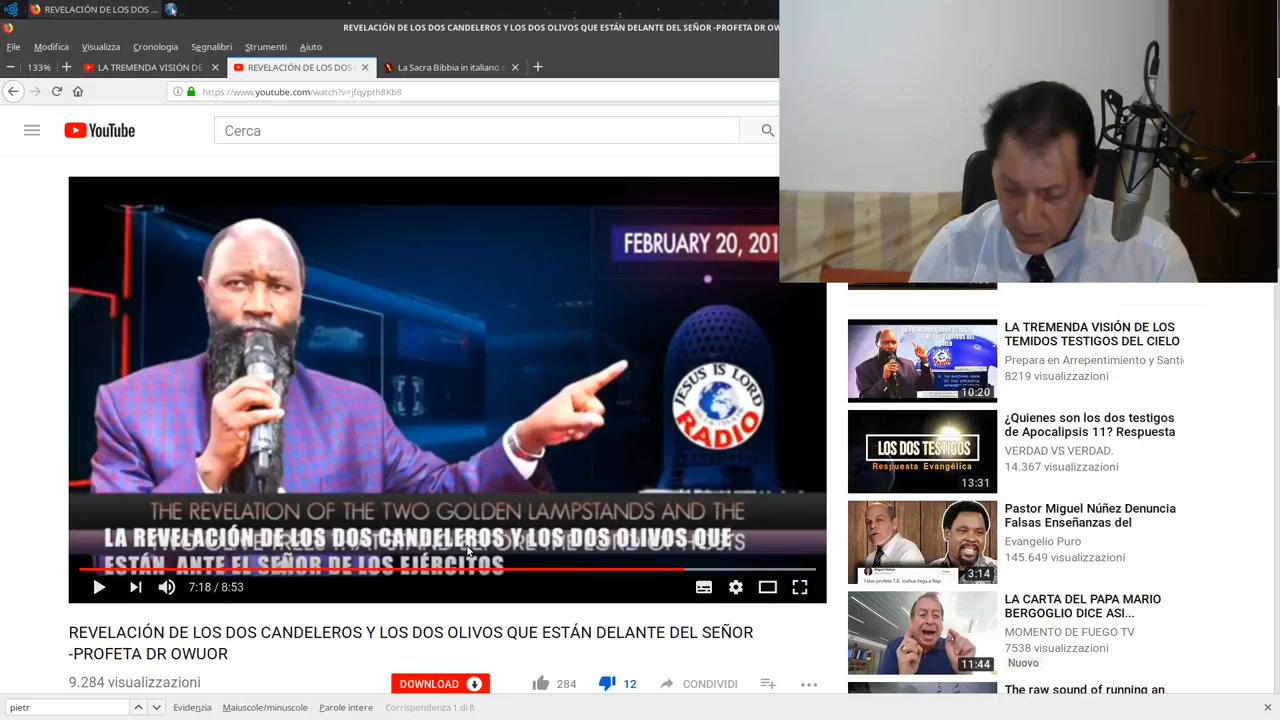 REVELACIÓN DE LOS DOS ...
REVELACIÓN DE LOS DOS CANDELEROS Y LOS DOS OLIVOS QUE ESTÁN DELANTE DEL SEÑOR -PROFETA DR OWU
File Modifica Visualizza Cronologia Segnalibri Strumenti Aiuto
133% LA TREMENDA VISIÓN DE REVELACIÓN DE LOS DOS La Sacra Bibbia in italiano
https://www.youtube.com/watch?v=jfqypth8Kb8
YouTube
Cerca
FEBRUARY 20, 201
JESUS IS LORD
RADIO
THE REVELATION OF THE TWO GOLDEN LAMPSTANDS AND THE
LA REVELACIÓN DE LOS DOS CANDELEROS Y LOS DOS OLIVOS QUE
ESTÁN ANTE EL SEÑOR DE LOS EJÉRCITOS
7:18 / 8:53
REVELACIÓN DE LOS DOS CANDELEROS Y LOS DOS OLIVOS QUE ESTÁN DELANTE DEL SEÑOR
-PROFETA DR OWUOR
9.284 visualizzazioni
DOWNLOAD
284
12
CONDIVIDI
LA TREMENDA VISIÓN DE LOS
TEMIDOS TESTIGOS DEL CIELO
Prepara en Arrepentimiento y Santi
8219 visualizzazioni
10:20
¿Quienes son los dos testigos
de Apocalipsis 11? Respuesta
VERDAD VS VERDAD.
14.367 visualizzazioni
LOS DOS TESTIGOS
Respuesta Evangélica
13:31
Pastor Miguel Núñez Denuncia
Falsas Enseñanzas del
Evangelio Puro
145.649 visualizzazioni
3:14
LA CARTA DEL PAPA MARIO
BERGOGLIO DICE ASI...
MOMENTO DE FUEGO TV
7538 visualizzazioni
Nuovo
11:44
The raw sound of running an
pietr
Evidenzia Maiuscole/minuscole Parole intere Corrispondenza 1 di 8